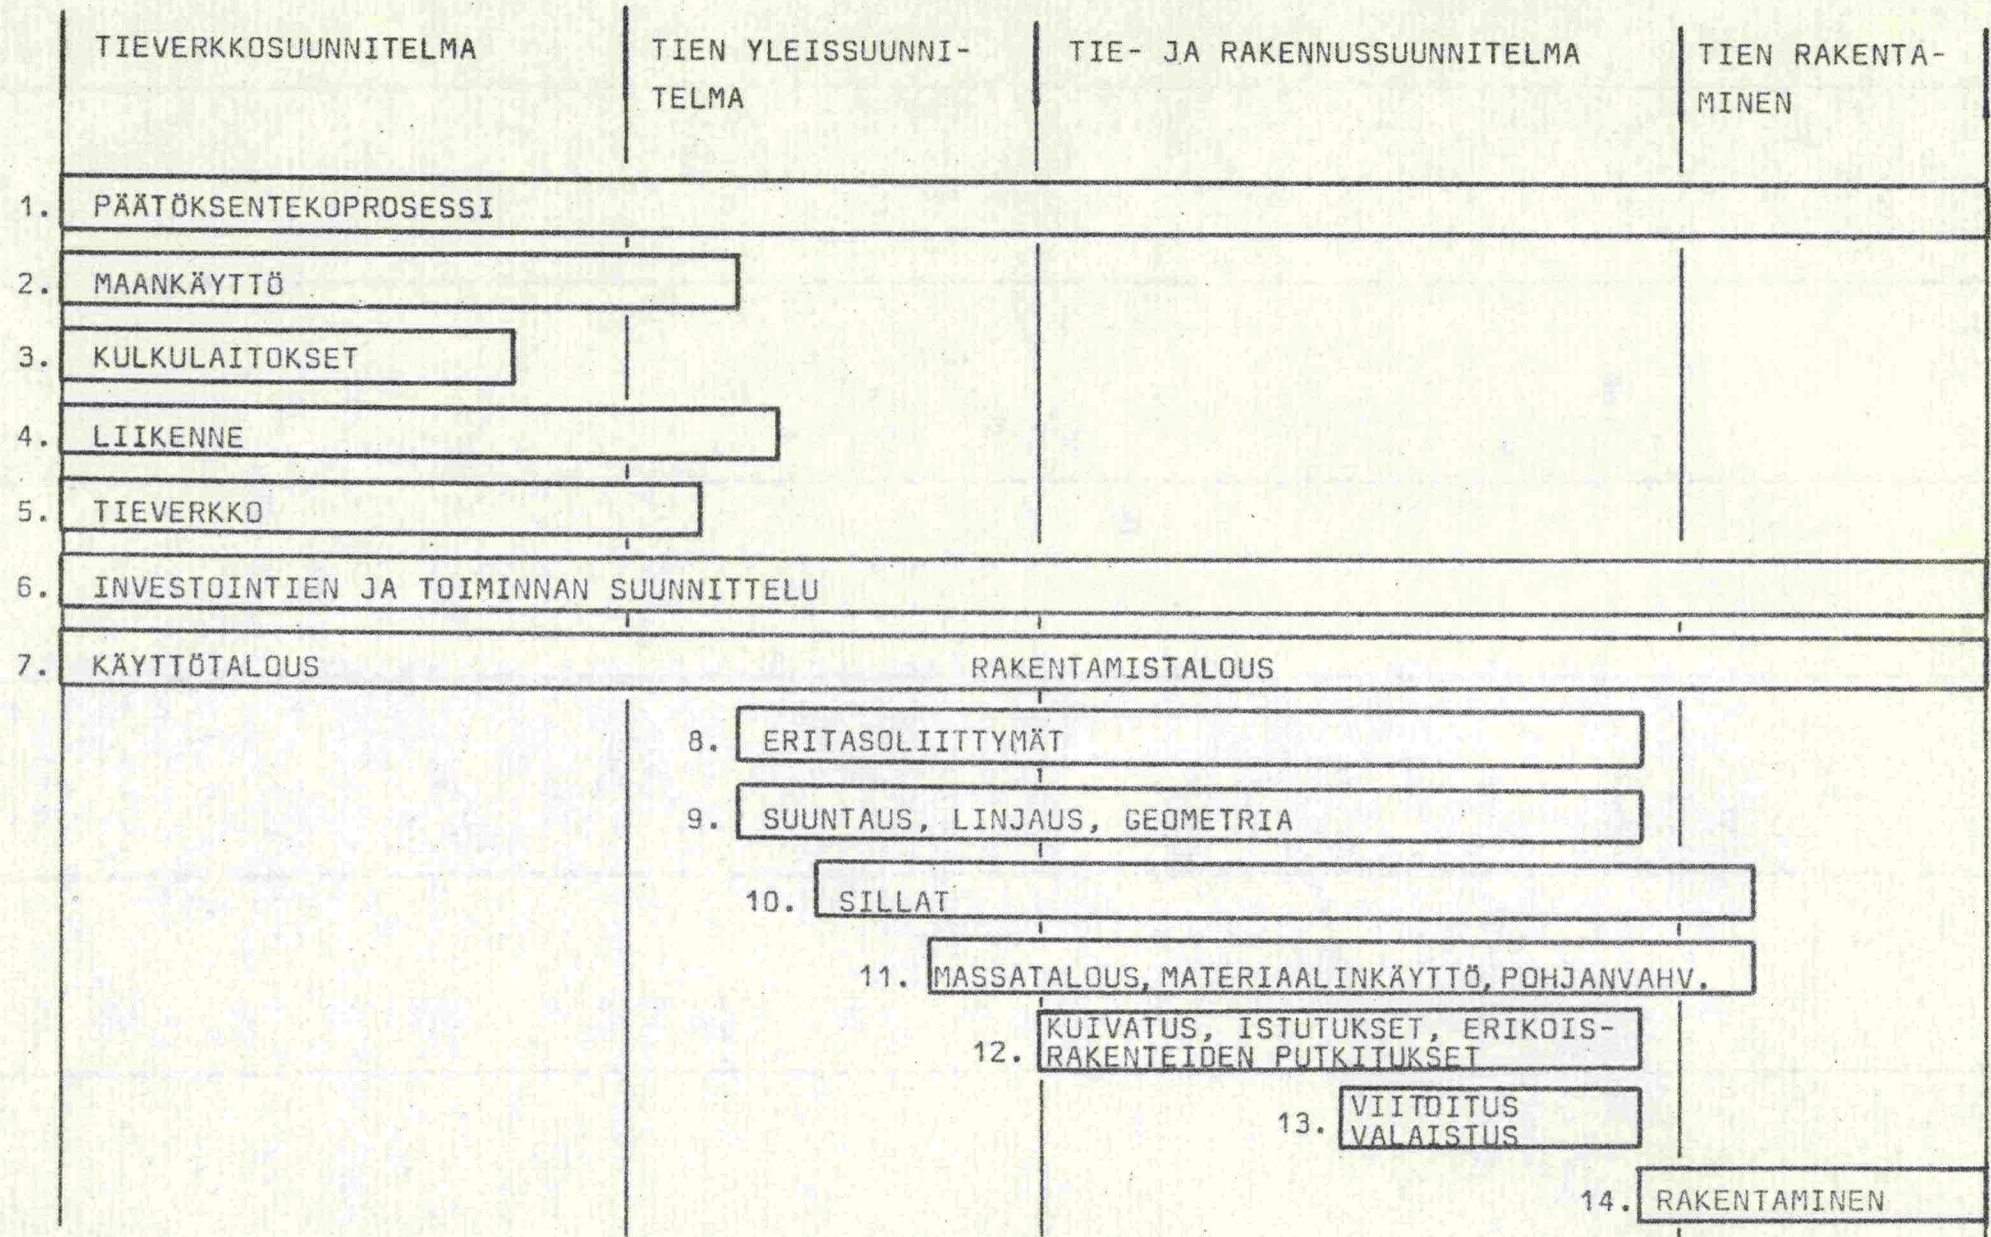 TIEVERKKOSUUNNITELMA
TIEN YLEISSUUNNI-
TELMA
TIE- JA RAKENNUSSUUNNITELMA
TIEN RAKENTA-
MINEN
1. PÄÄTÖKSENTEKOPROSESSI
2. MAANKÄYTTÖ
3. KULKULAITOKSET
4. LIIKENNE
5. TIEVERKKO
6. INVESTOINTIEN JA TOIMINNAN SUUNNITTELU
7. KÄYTTÖTALOUS RAKENTAMISTALOUS
8. ERITASOLIITTYMÄT
9. SUUNTAUS, LINJAUS, GEOMETRIA
10. SILLAT
11. MASSATALOUS, MATERIAALINKÄYTTÖ, POHJANVAHV.
12. KUIVATUS, ISTUTUKSET, ERIKOIS-
RAKENTEIDEN PUTKITUKSET
13. VIITOITUS
VALAISTUS
14. RAKENTAMINEN